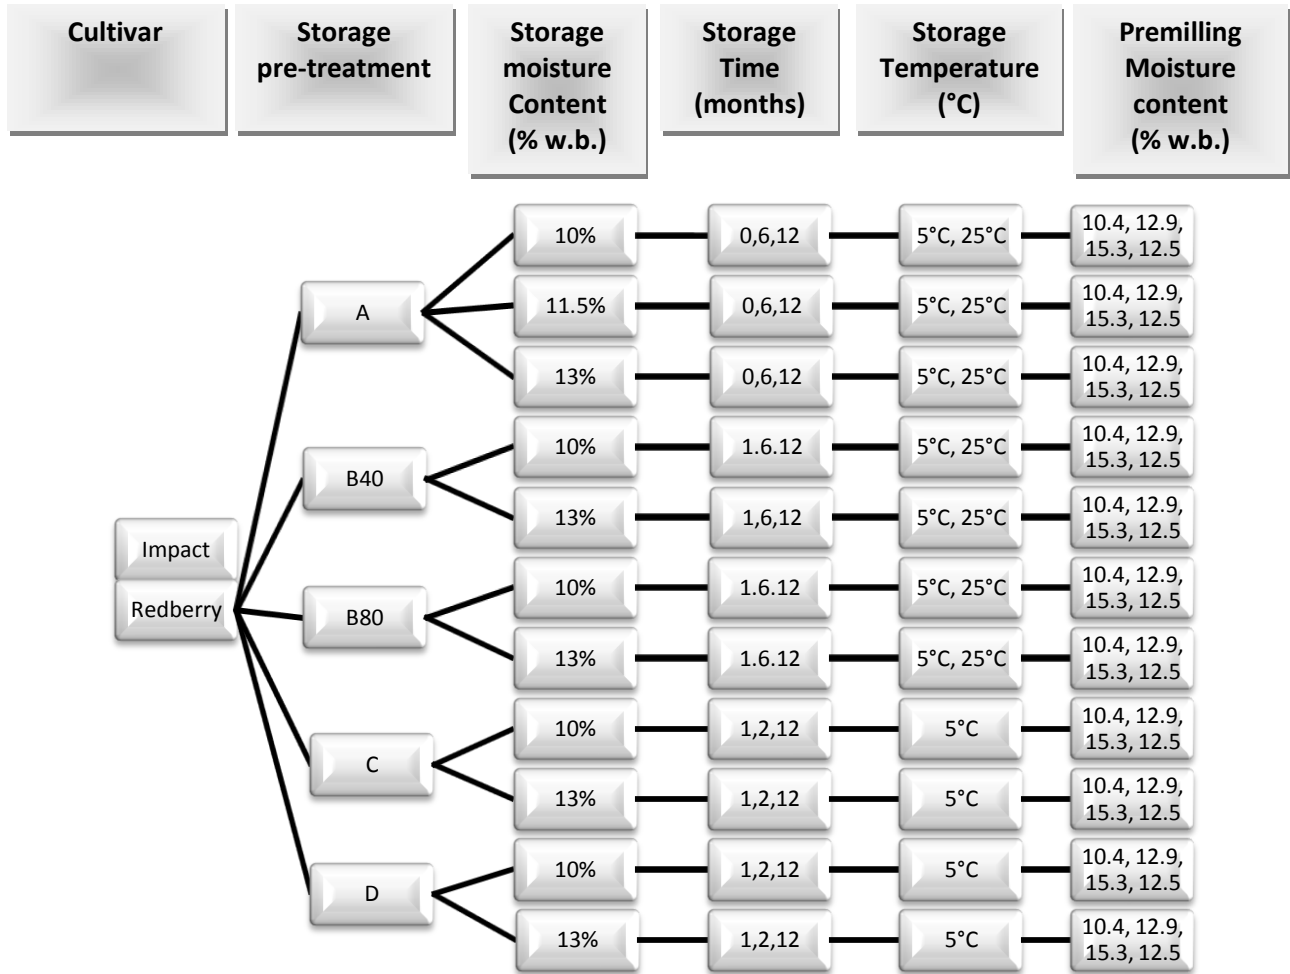 Cultivar
Storage
pre-treatment
Storage
moisture
Content
(% w.b.)
Storage
Time
(months)
Storage
Temperature
(°C)
Premilling
Moisture
content
(% w.b.)
Impact
Redberry
A
10%
0,6,12
5°C, 25°C
10.4, 12.9,
15.3, 12.5
11.5%
0,6,12
5°C, 25°C
10.4, 12.9,
15.3, 12.5
13%
0,6,12
5°C, 25°C
10.4, 12.9,
15.3, 12.5
B40
10%
1.6.12
5°C, 25°C
10.4, 12.9,
15.3, 12.5
13%
1,6,12
5°C, 25°C
10.4, 12.9,
15.3, 12.5
B80
10%
1.6.12
5°C, 25°C
10.4, 12.9,
15.3, 12.5
13%
1.6.12
5°C, 25°C
10.4, 12.9,
15.3, 12.5
C
10%
1,2,12
5°C
10.4, 12.9,
15.3, 12.5
13%
1,2,12
5°C
10.4, 12.9,
15.3, 12.5
D
10%
1,2,12
5°C
10.4, 12.9,
15.3, 12.5
13%
1,2,12
5°C
10.4, 12.9,
15.3, 12.5